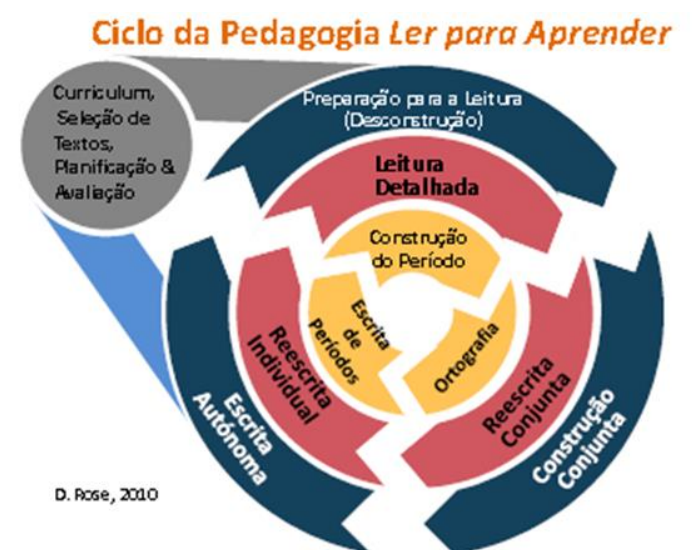 Ciclo da Pedagogia Ler para Aprender
Curriculum,
Seleção de
Textos,
Planificação &
Avaliação
Preparação para a Leitura
(Desconstrução)
Leitura
Detalhada
Construção
do Período
Escrita
de
Períodos
Ortografia
Reescrita
Individual
Reescrita
Conjunta
Escrita
Autónoma
Construção
Conjunta
D. Rose, 2010